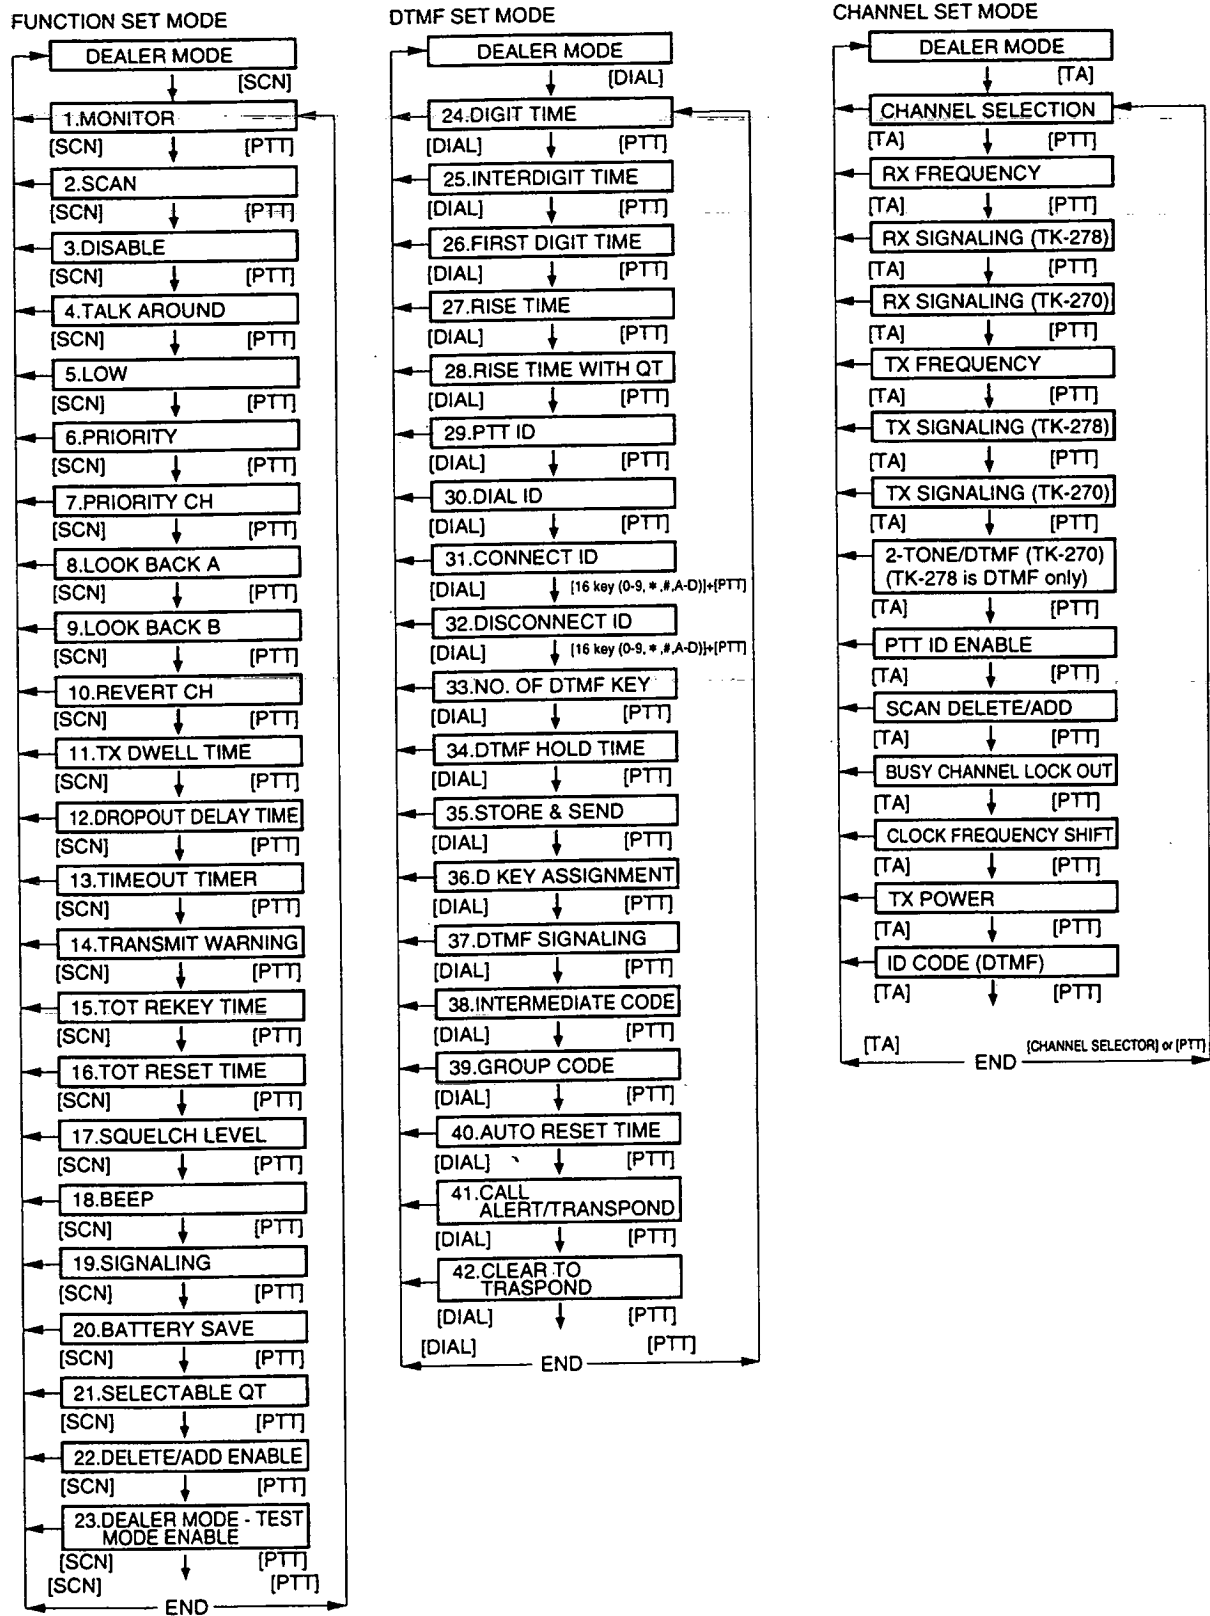 FUNCTION SET MODE
DEALER MODE
[SCN]
1.MONITOR
[SCN] [PTT]
2.SCAN
[SCN] [PTT]
3.DISABLE
[SCN] [PTT]
4.TALK AROUND
[SCN] [PTT]
5.LOW
[SCN] [PTT]
6.PRIORITY
[SCN] [PTT]
7.PRIORITY CH
[SCN] [PTT]
8.LOOK BACK A
[SCN] [PTT]
9.LOOK BACK B
[SCN] [PTT]
10.REVERT CH
[SCN] [PTT]
11.TX DWELL TIME
[SCN] [PTT]
12.DROPOUT DELAY TIME
[SCN] [PTT]
13.TIMEOUT TIMER
[SCN] [PTT]
14.TRANSMIT WARNING
[SCN] [PTT]
15.TOT REKEY TIME
[SCN] [PTT]
16.TOT RESET TIME
[SCN] [PTT]
17.SQUELCH LEVEL
[SCN] [PTT]
18.BEEP
[SCN] [PTT]
19.SIGNALING
[SCN] [PTT]
20.BATTERY SAVE
[SCN] [PTT]
21.SELECTABLE QT
[SCN] [PTT]
22.DELETE/ADD ENABLE
[SCN] [PTT]
23.DEALER MODE - TEST
MODE ENABLE
[SCN] [PTT]
[SCN] [PTT]
END
DTMF SET MODE
DEALER MODE
[DIAL]
24.DIGIT TIME
[DIAL] [PTT]
25.INTERDIGIT TIME
[DIAL] [PTT]
26.FIRST DIGIT TIME
[DIAL] [PTT]
27.RISE TIME
[DIAL] [PTT]
28.RISE TIME WITH QT
[DIAL] [PTT]
29.PTT ID
[DIAL] [PTT]
30.DIAL ID
[DIAL] [PTT]
31.CONNECT ID
[DIAL] [16 key (0-9, *,#,A-D)]+[PTT]
32.DISCONNECT ID
[DIAL] [16 key (0-9, *,#,A-D)]+[PTT]
33.NO. OF DTMF KEY
[DIAL] [PTT]
34.DTMF HOLD TIME
[DIAL] [PTT]
35.STORE & SEND
[DIAL] [PTT]
36.D KEY ASSIGNMENT
[DIAL] [PTT]
37.DTMF SIGNALING
[DIAL] [PTT]
38.INTERMEDIATE CODE
[DIAL] [PTT]
39.GROUP CODE
[DIAL] [PTT]
40.AUTO RESET TIME
[DIAL] [PTT]
41.CALL
ALERT/TRANSPOND
[DIAL] [PTT]
42.CLEAR TO
TRASPOND
[DIAL] [PTT]
[DIAL] [PTT]
END
CHANNEL SET MODE
DEALER MODE
[TA]
CHANNEL SELECTION
[TA] [PTT]
RX FREQUENCY
[TA] [PTT]
RX SIGNALING (TK-278)
[TA] [PTT]
RX SIGNALING (TK-270)
[TA] [PTT]
TX FREQUENCY
[TA] [PTT]
TX SIGNALING (TK-278)
[TA] [PTT]
TX SIGNALING (TK-270)
[TA] [PTT]
2-TONE/DTMF (TK-270)
(TK-278 is DTMF only)
[TA] [PTT]
PTT ID ENABLE
[TA] [PTT]
SCAN DELETE/ADD
[TA] [PTT]
BUSY CHANNEL LOCK OUT
[TA] [PTT]
CLOCK FREQUENCY SHIFT
[TA] [PTT]
TX POWER
[TA] [PTT]
ID CODE (DTMF)
[TA] [PTT]
[TA] [CHANNEL SELECTOR] or [PTT]
END